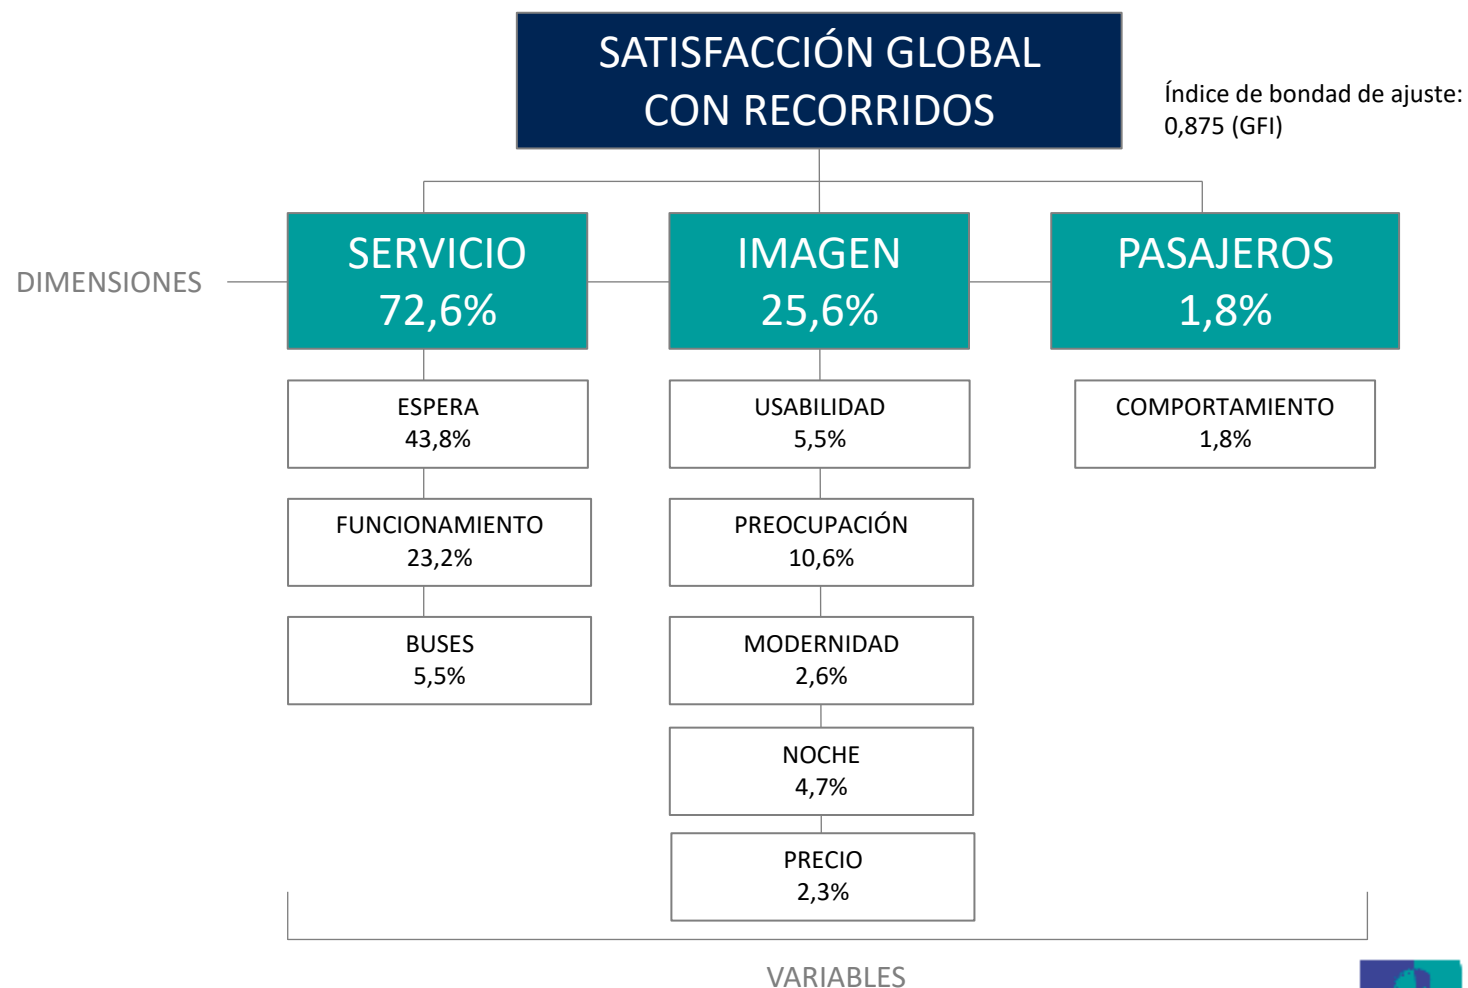 SATISFACCIÓN GLOBAL
CON RECORRIDOS
Índice de bondad de ajuste:
0,875 (GFI)
DIMENSIONES
SERVICIO
72,6%
IMAGEN
25,6%
PASAJEROS
1,8%
ESPERA
43,8%
USABILIDAD
5,5%
COMPORTAMIENTO
1,8%
FUNCIONAMIENTO
23,2%
PREOCUPACIÓN
10,6%
BUSES
5,5%
MODERNIDAD
2,6%
NOCHE
4,7%
PRECIO
2,3%
VARIABLES